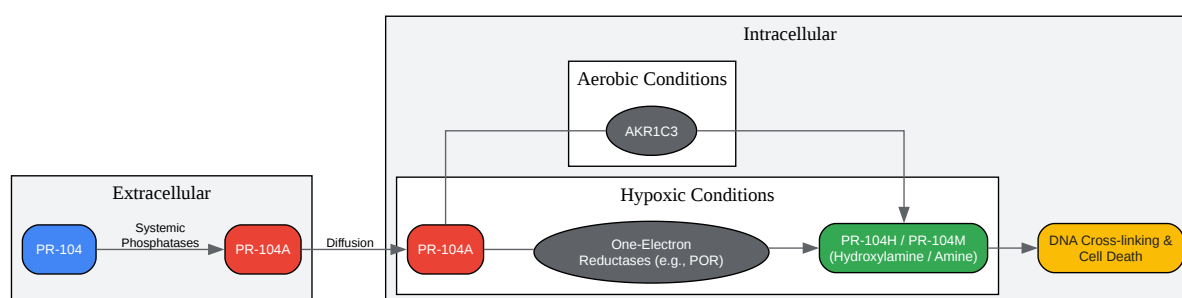 Intracellular
Aerobic Conditions
AKR1C3
Extracellular
Hypoxic Conditions
PR-104
Systemic
Phosphatases
PR-104A
Diffusion
PR-104A
One-Electron
Reductases (e.g., POR)
PR-104H / PR-104M
(Hydroxylamine / Amine)
DNA Cross-linking &
Cell Death